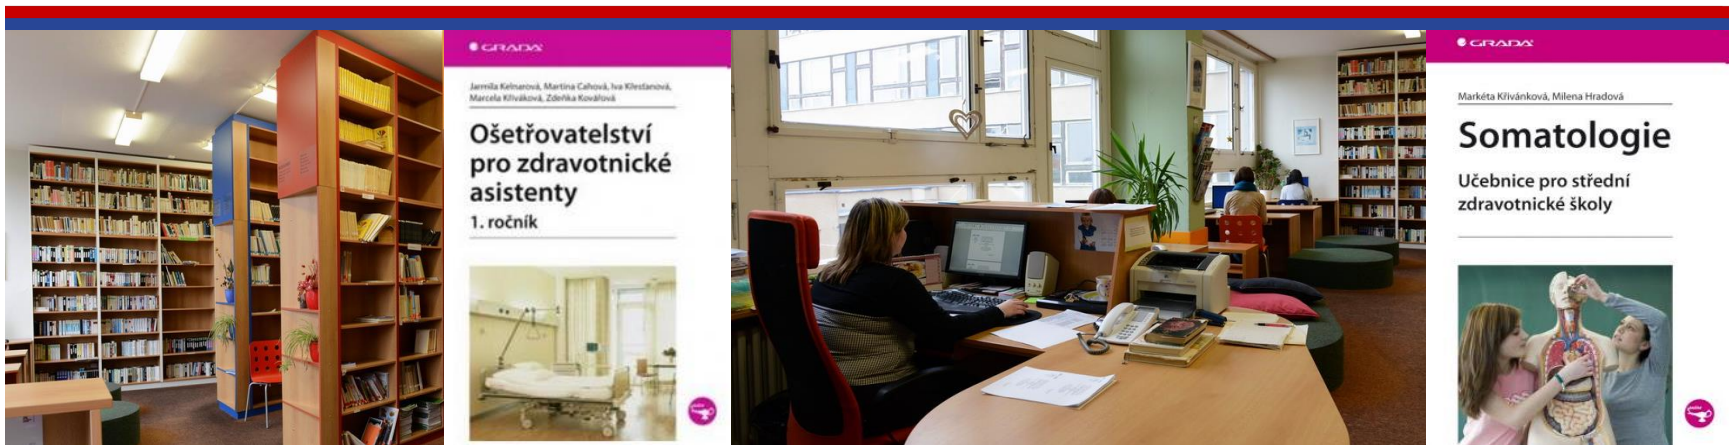 GRADA
Jarmila Kelnarová, Martina Cahová, Iva Křesťanová,
Marcela Křiváková, Zdeňka Kovářová
Ošetřovatelství
pro zdravotnické
asistenty
1. ročník
GRADA
Markéta Křivánková, Milena Hradová
Somatologie
Učebnice pro střední
zdravotnické školy